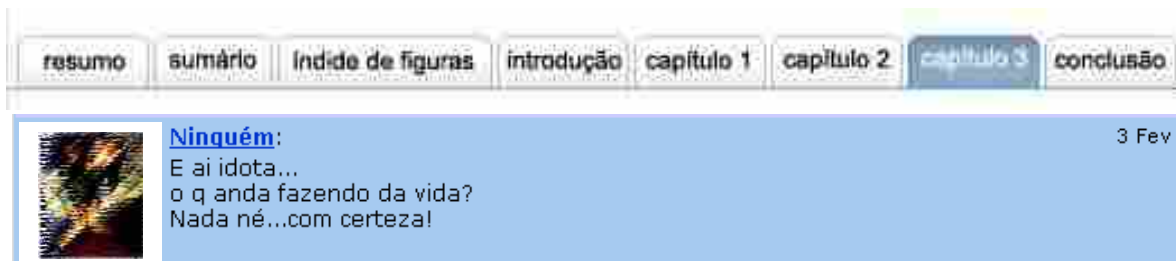 resumo sumário índide de figuras introdução capítulo 1 capítulo 2 capítulo 3 conclusão
Ninguém: 3 Fev
E ai idota...
o q anda fazendo da vida?
Nada né...com certeza!